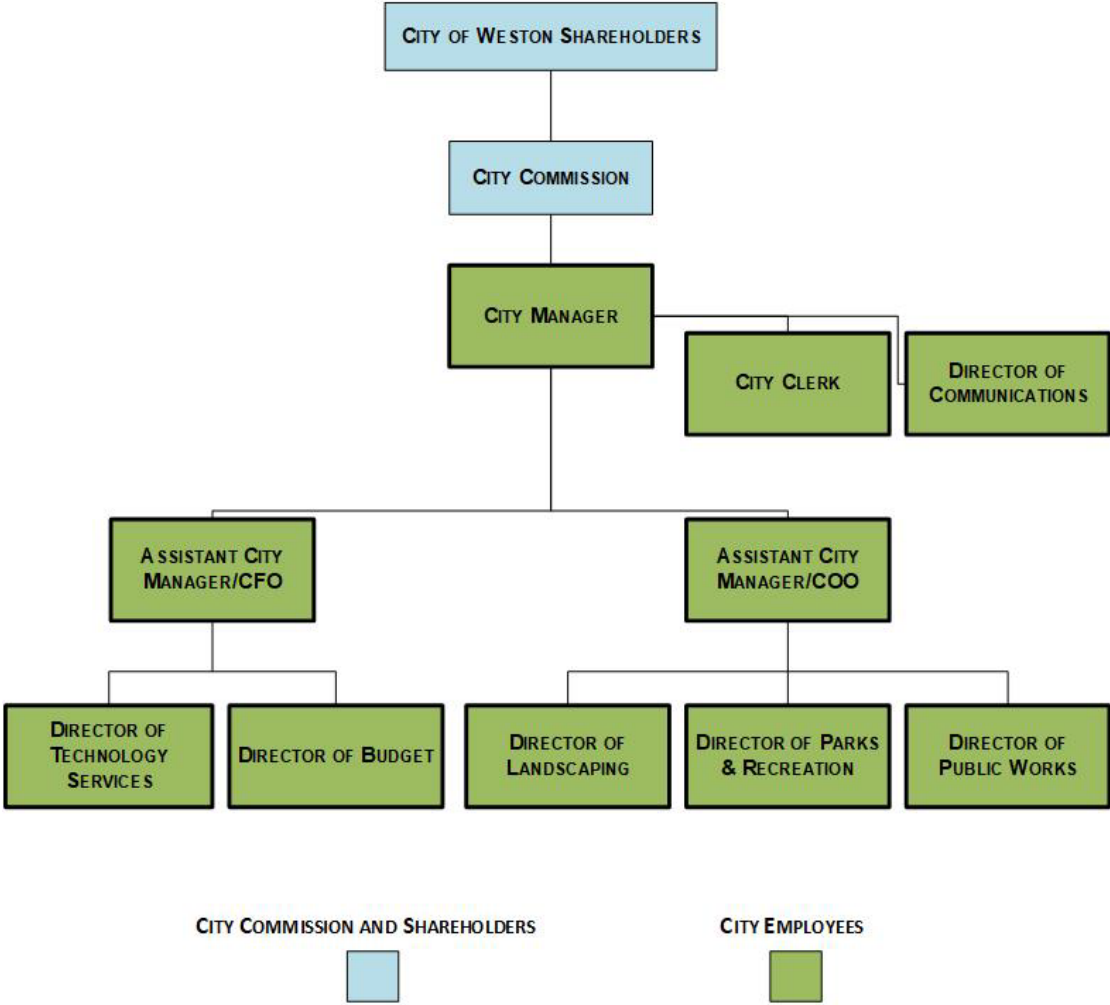 CITY OF WESTON SHAREHOLDERS
CITY COMMISSION
CITY MANAGER
CITY CLERK
DIRECTOR OF
COMMUNICATIONS
ASSISTANT CITY
MANAGER/CFO
ASSISTANT CITY
MANAGER/COO
DIRECTOR OF
TECHNOLOGY
SERVICES
DIRECTOR OF BUDGET
DIRECTOR OF
LANDSCAPING
DIRECTOR OF PARKS
& RECREATION
DIRECTOR OF
PUBLIC WORKS
CITY COMMISSION AND SHAREHOLDERS
CITY EMPLOYEES